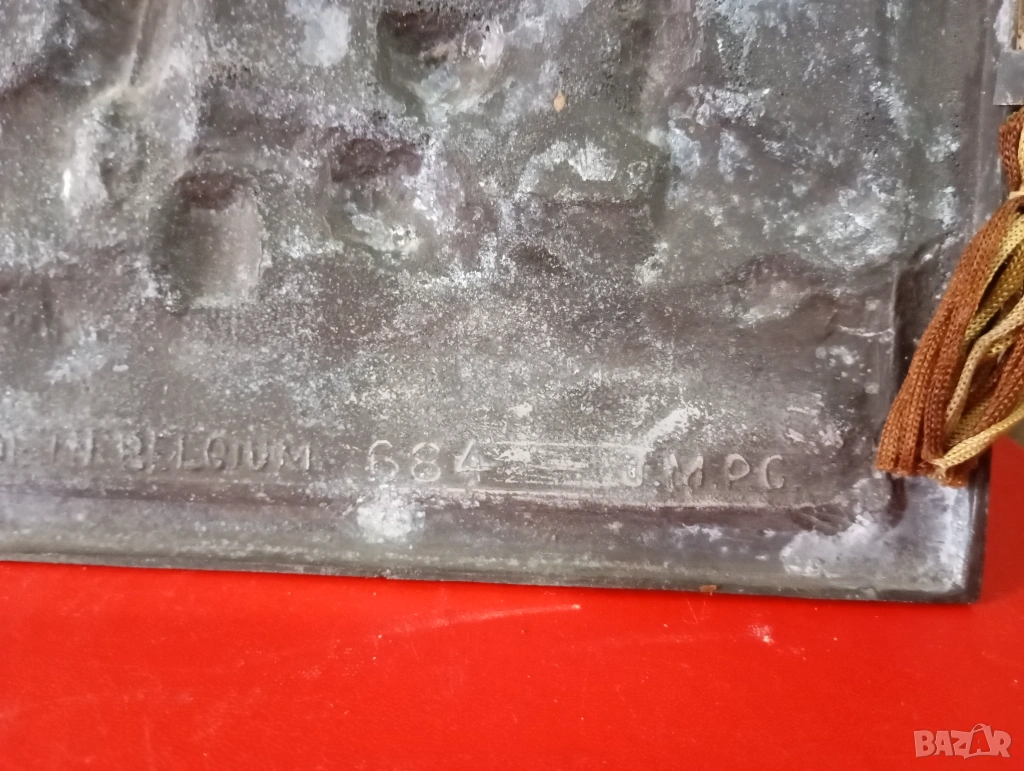 IN BELGIUM 684 J.M.P.G.
BAZAR